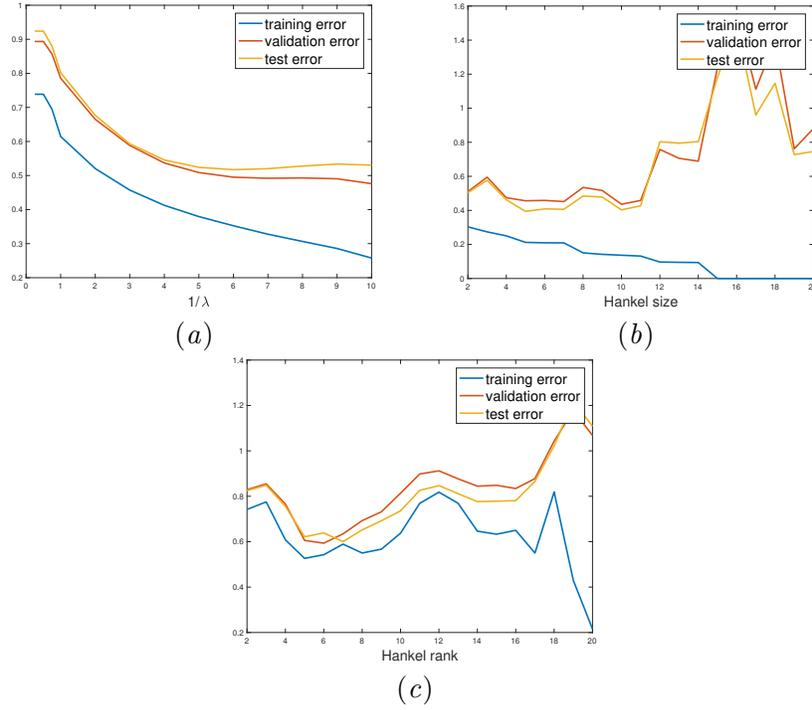 1
0.9
0.8
0.7
0.6
0.5
0.4
0.3
0.2
0 1 2 3 4 5 6 7 8 9 10
1/λ
training error
validation error
test error
(a)
1.6
1.4
1.2
1
0.8
0.6
0.4
0.2
0
2 4 6 8 10 12 14 16 18
Hankel size
training error
validation error
test error
(b)
1.4
1.2
1
0.8
0.6
0.4
0.2
2 4 6 8 10 12 14 16 18 20
Hankel rank
training error
validation error
test error
(c)